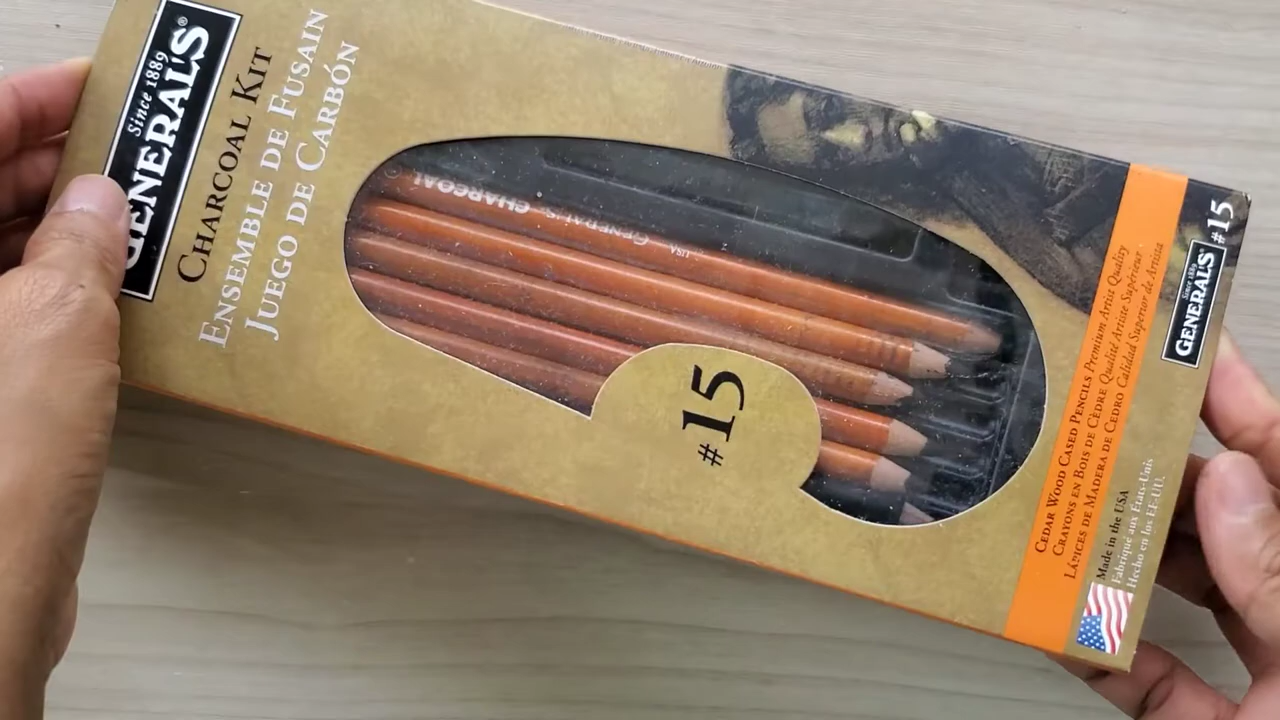 Since 1889
GENERAL'S®
CHARCOAL KIT
ENSEMBLE DE FUSAIN
JUEGO DE CARBÓN
CHARCOAL GENERAL'S USA
#15
CEDAR WOOD CASED PENCILS Premium Artist Quality
CRAYONS EN BOIS DE CÈDRE Qualité Artiste Supérieur
LÁPICES DE MADERA DE CEDRO Calidad Superior de Artista
Made in the USA
Fabriqué aux États-Unis
Hecho en los EE.UU.
Since 1889
GENERAL'S
#15